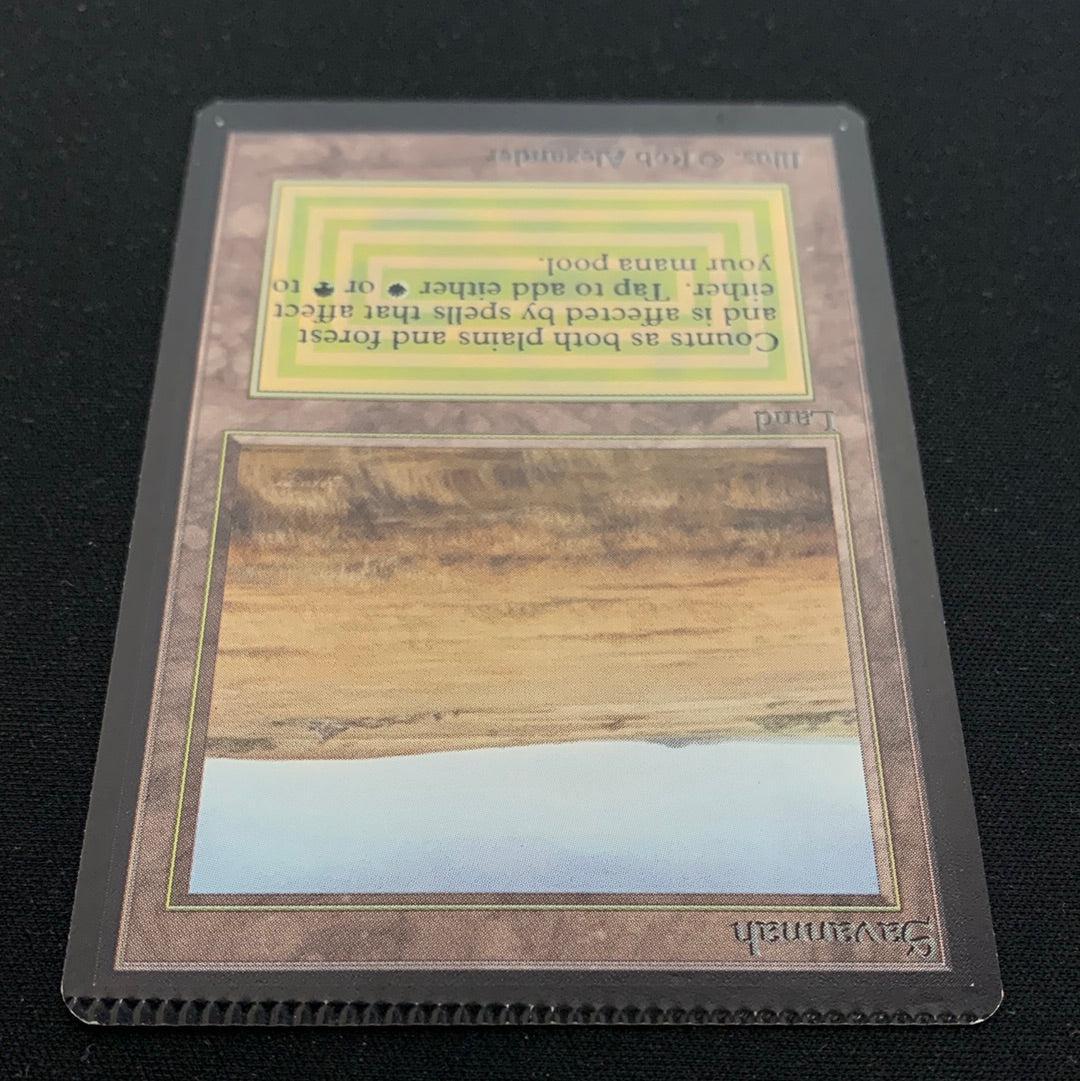 Savannah
Land
Counts as both plains and forest
and is affected by spells that affect
either. Tap to add either or to
your mana pool.
Illus. © Rob Alexander